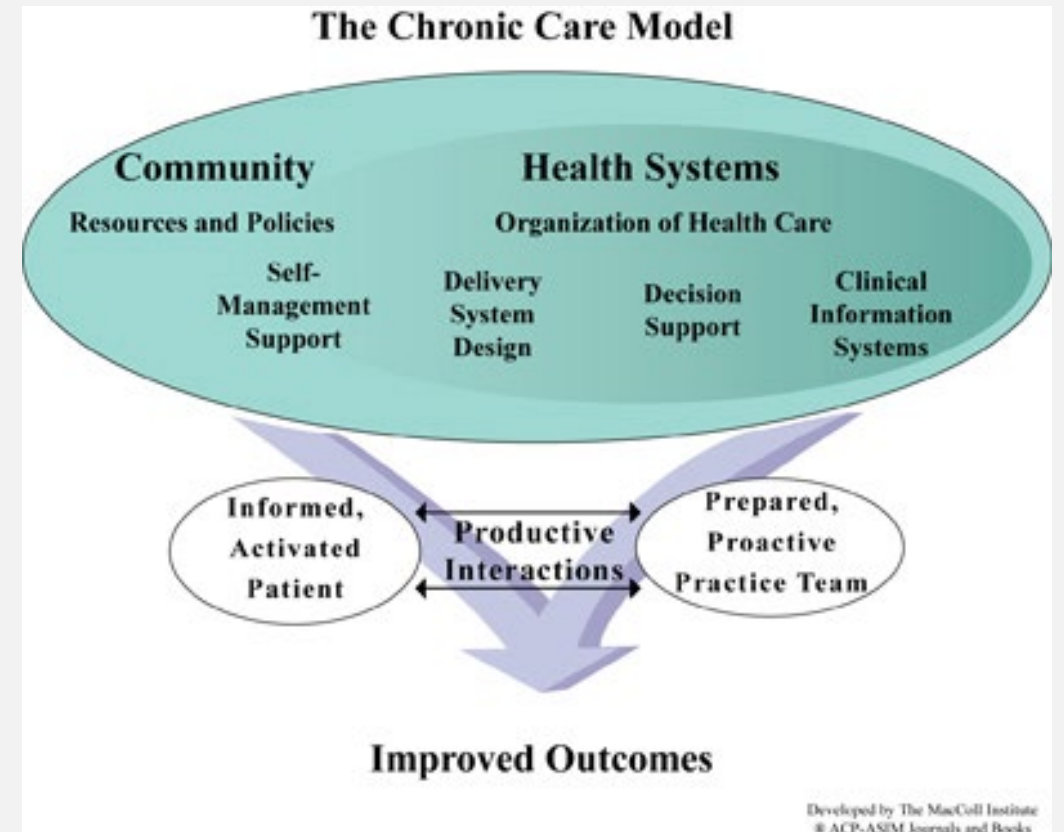 The Chronic Care Model
Community
Health Systems
Resources and Policies
Organization of Health Care
Self-
Management
Support
Delivery
System
Design
Decision
Support
Clinical
Information
Systems
Informed,
Activated
Patient
Productive
Interactions
Prepared,
Proactive
Practice Team
Improved Outcomes
Developed by The MacColl Institute
® ACP-ASIM Journals and Books